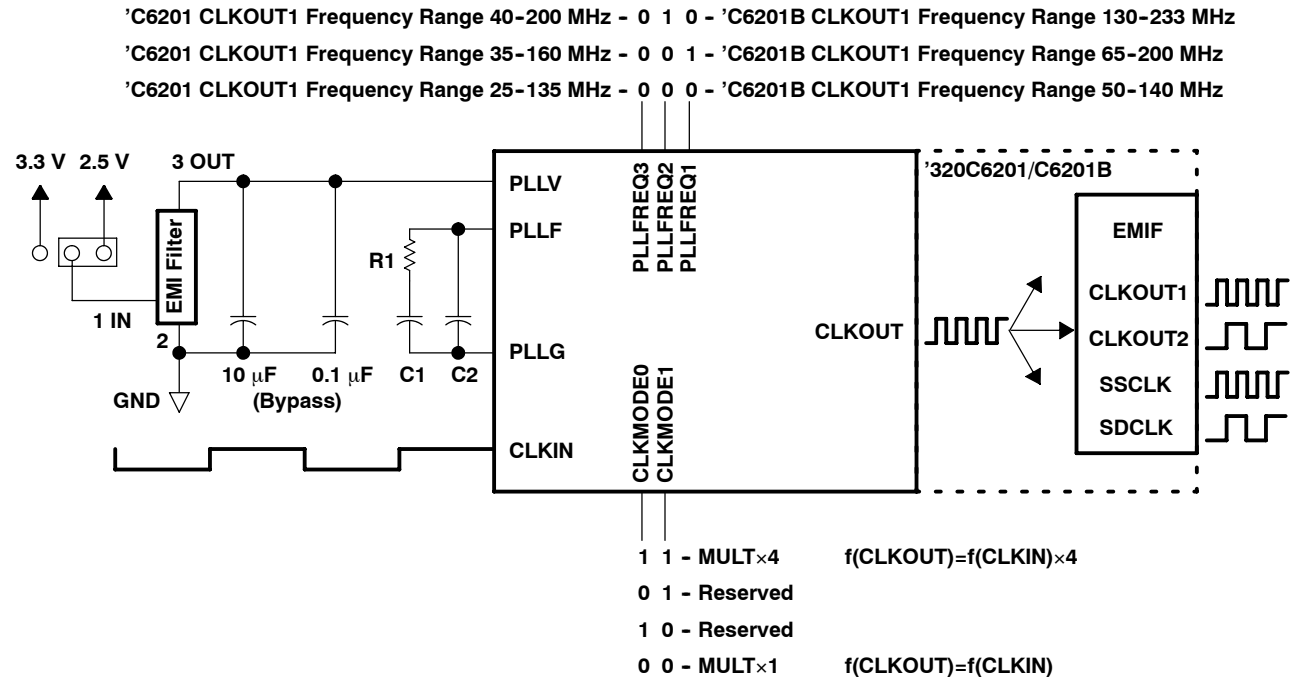 'C6201 CLKOUT1 Frequency Range 40-200 MHz - 0 1 0 - 'C6201B CLKOUT1 Frequency Range 130-233 MHz
'C6201 CLKOUT1 Frequency Range 35-160 MHz - 0 0 1 - 'C6201B CLKOUT1 Frequency Range 65-200 MHz
'C6201 CLKOUT1 Frequency Range 25-135 MHz - 0 0 0 - 'C6201B CLKOUT1 Frequency Range 50-140 MHz
3.3 V 2.5 V 3 OUT
'320C6201/C6201B
PLLV
PLLFREQ3
PLLFREQ2
PLLFREQ1
PLLF
EMIF
EMI Filter
R1
CLKOUT1
1 IN
CLKOUT
CLKOUT2
2
PLLG
10 μF 0.1 μF C1 C2
SSCLK
GND
(Bypass)
SDCLK
CLKIN
CLKMODE0
CLKMODE1
1 1 - MULT×4 f(CLKOUT)=f(CLKIN)×4
0 1 - Reserved
1 0 - Reserved
0 0 - MULT×1 f(CLKOUT)=f(CLKIN)